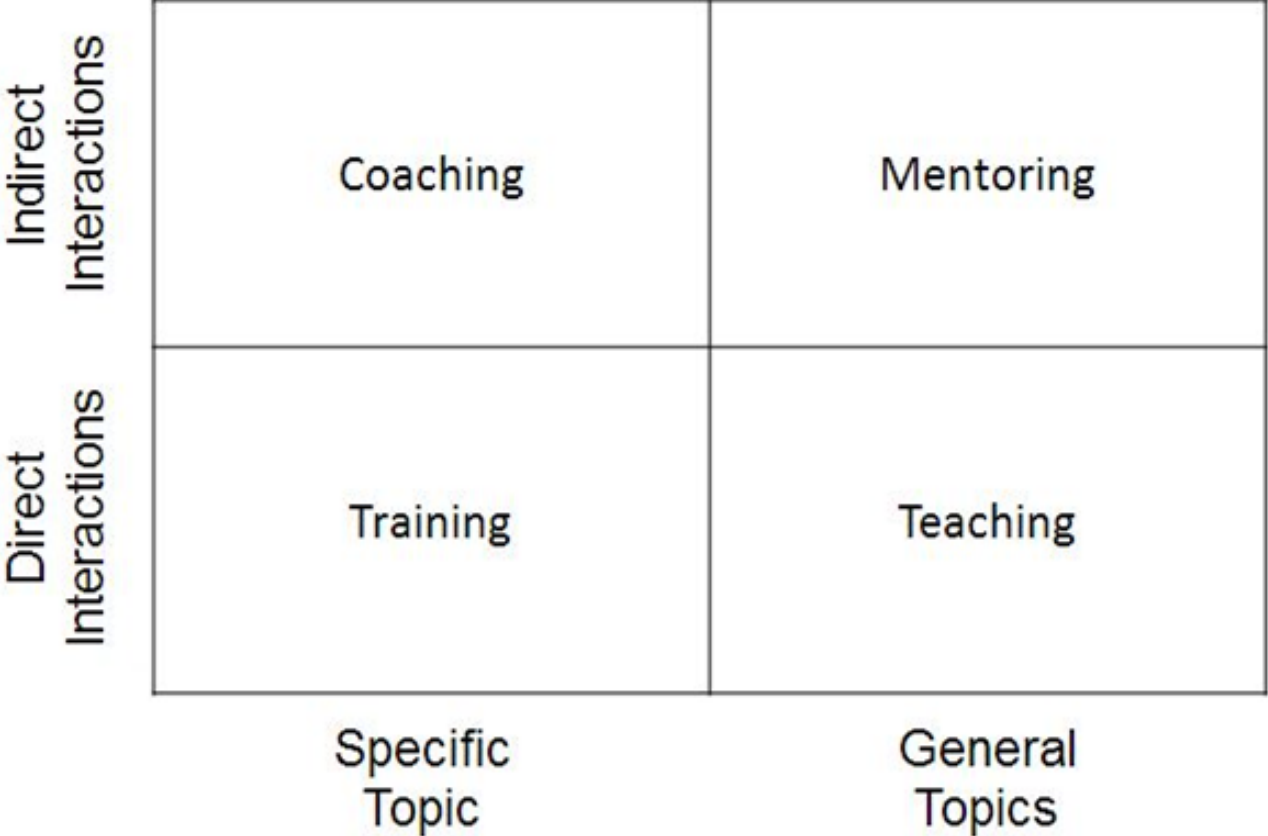 Indirect
Interactions
Coaching
Mentoring
Direct
Interactions
Training
Teaching
Specific
Topic
General
Topics